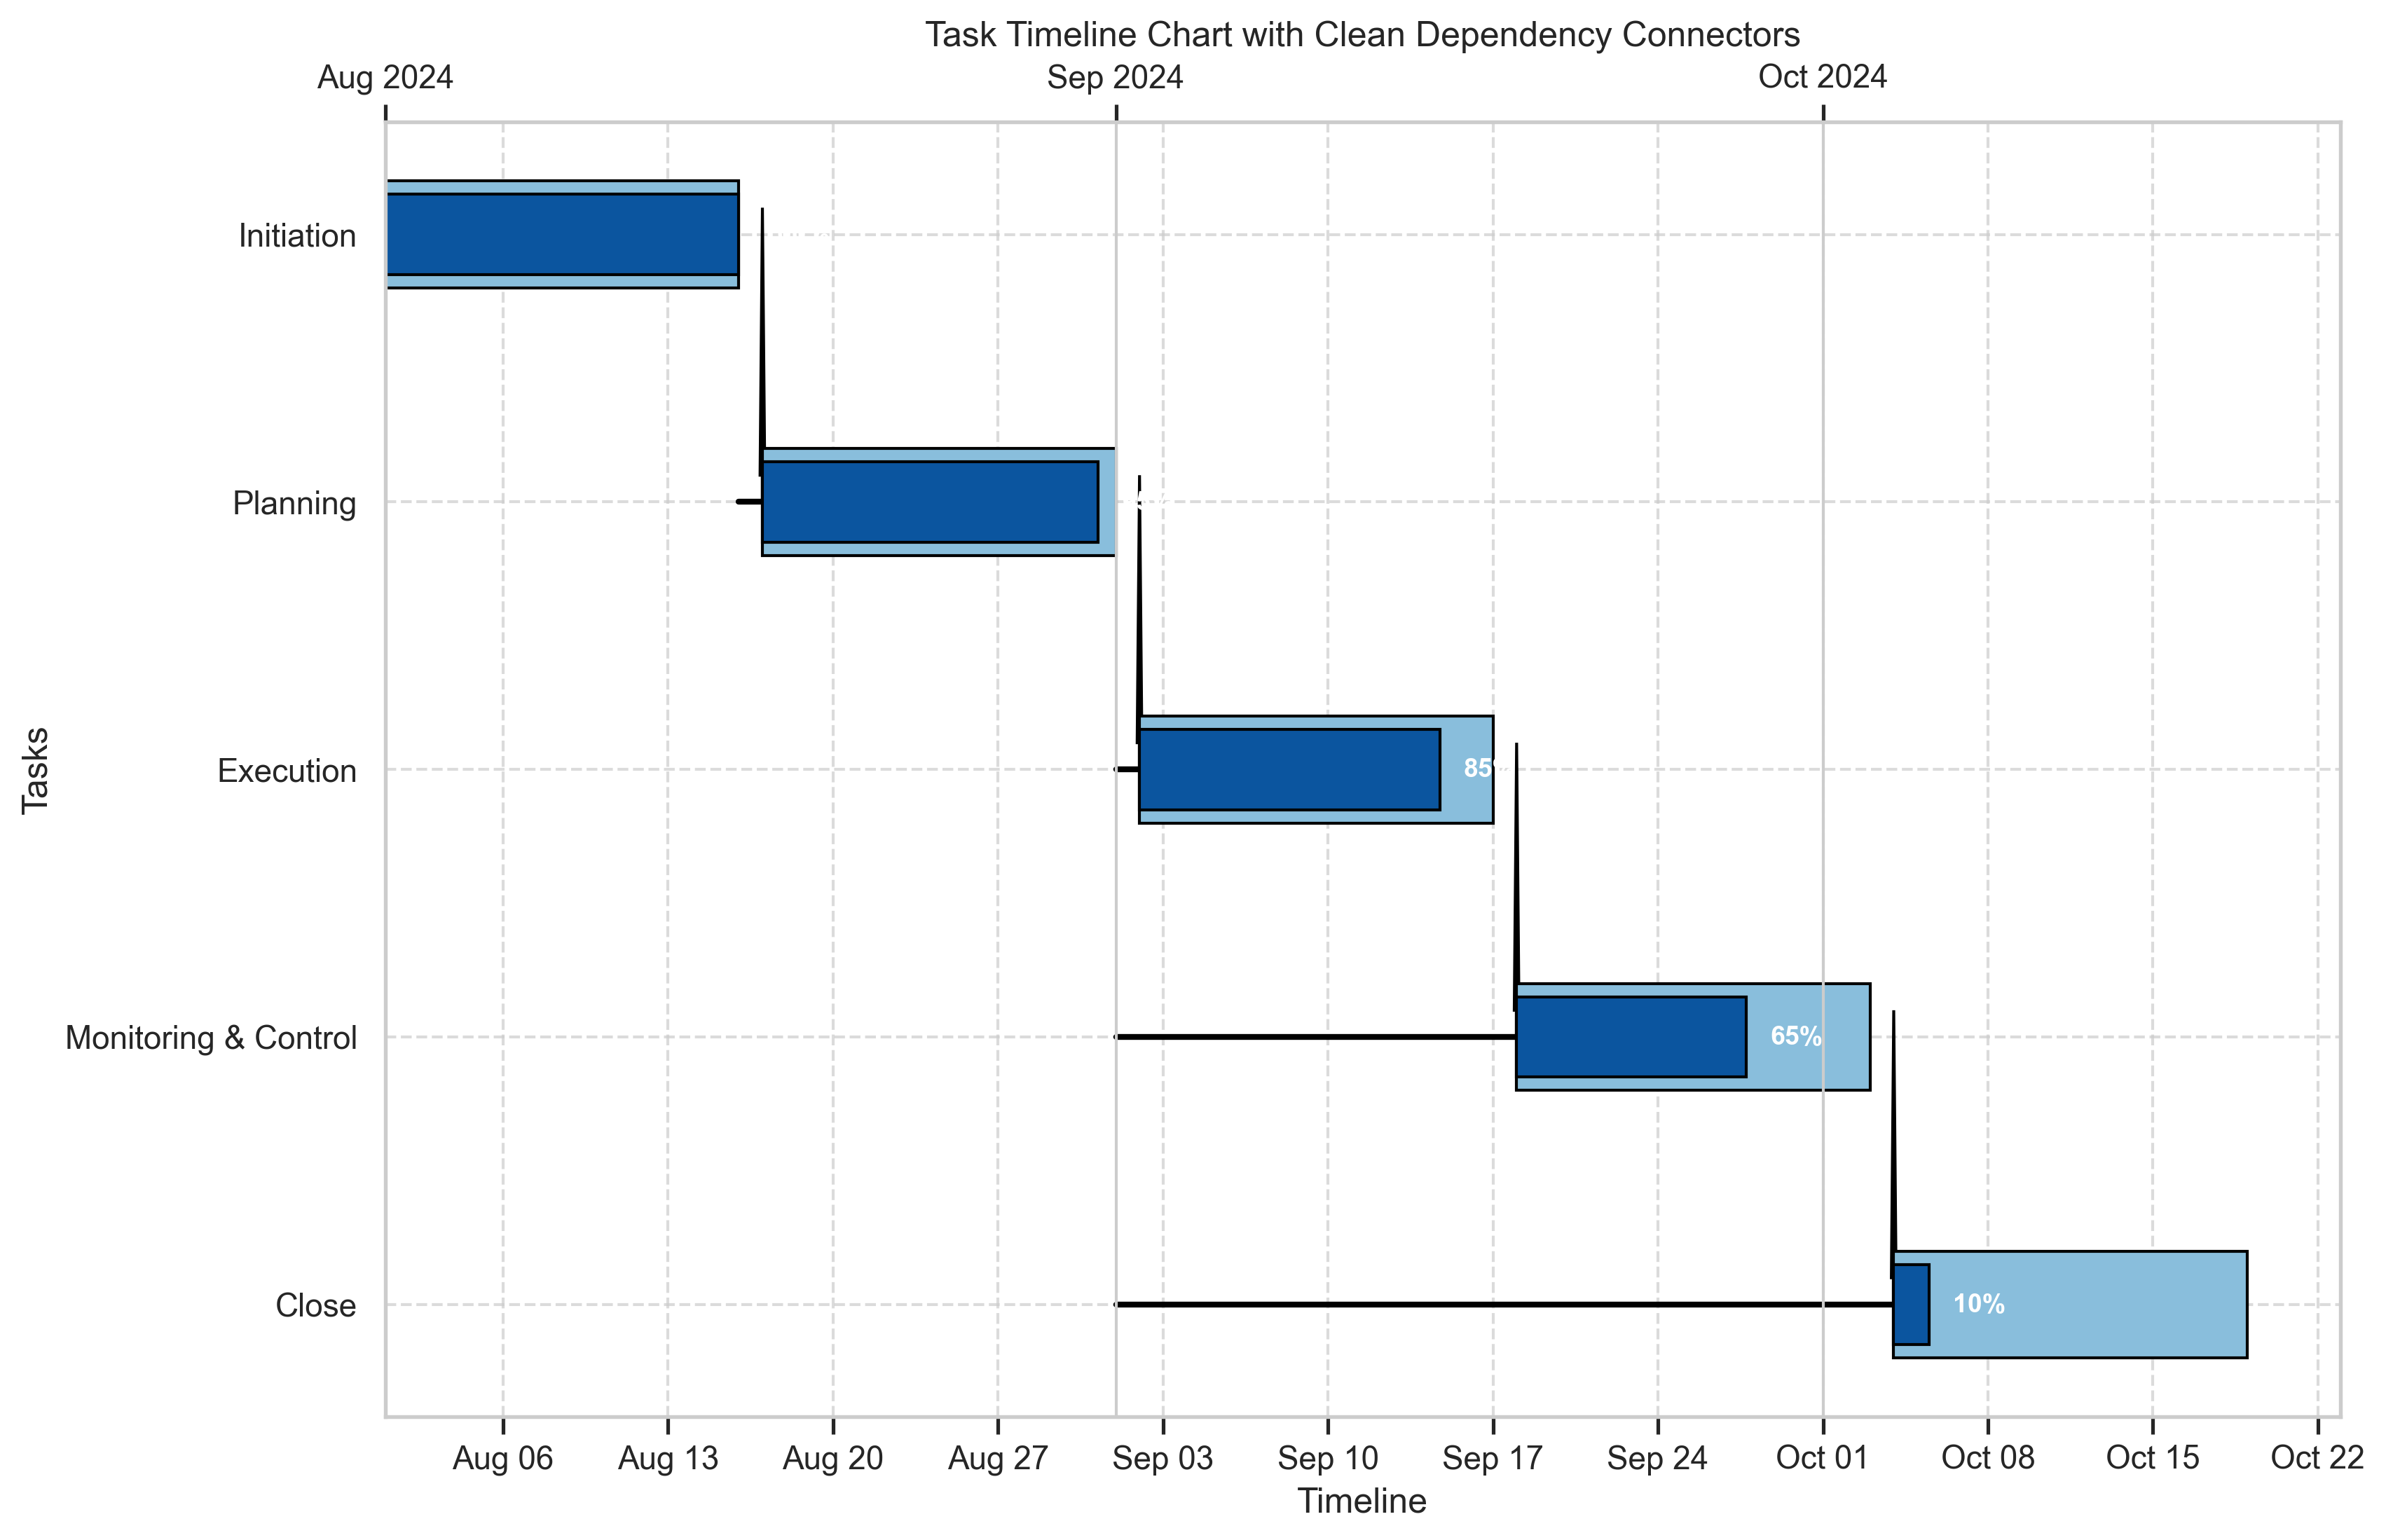 Task Timeline Chart with Clean Dependency Connectors
Aug 2024 Sep 2024 Oct 2024
Initiation
Planning
Execution
85%
Monitoring & Control
65%
Close
10%
Tasks
Aug 06 Aug 13 Aug 20 Aug 27 Sep 03 Sep 10 Sep 17 Sep 24 Oct 01 Oct 08 Oct 15 Oct 22
Timeline